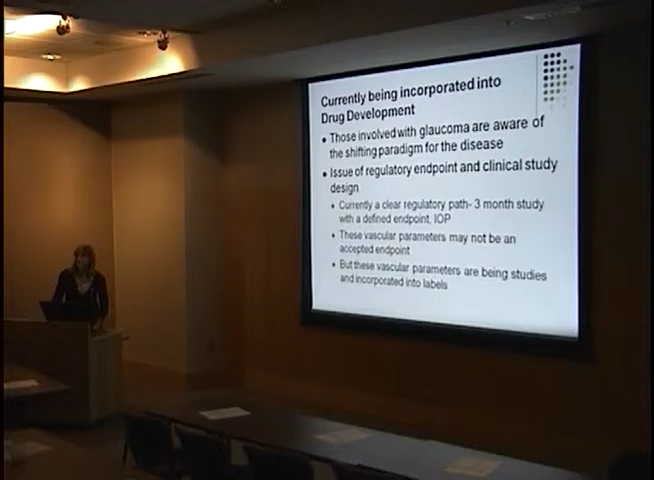 Currently being incorporated into
Drug Development
• Those involved with glaucoma are aware of
the shifting paradigm for the disease
• Issue of regulatory endpoint and clinical study
design
• Currently a clear regulatory path- 3 month study
with a defined endpoint, IOP
• These vascular parameters may not be an
accepted endpoint
• But these vascular parameters are being studies
and incorporated into labels